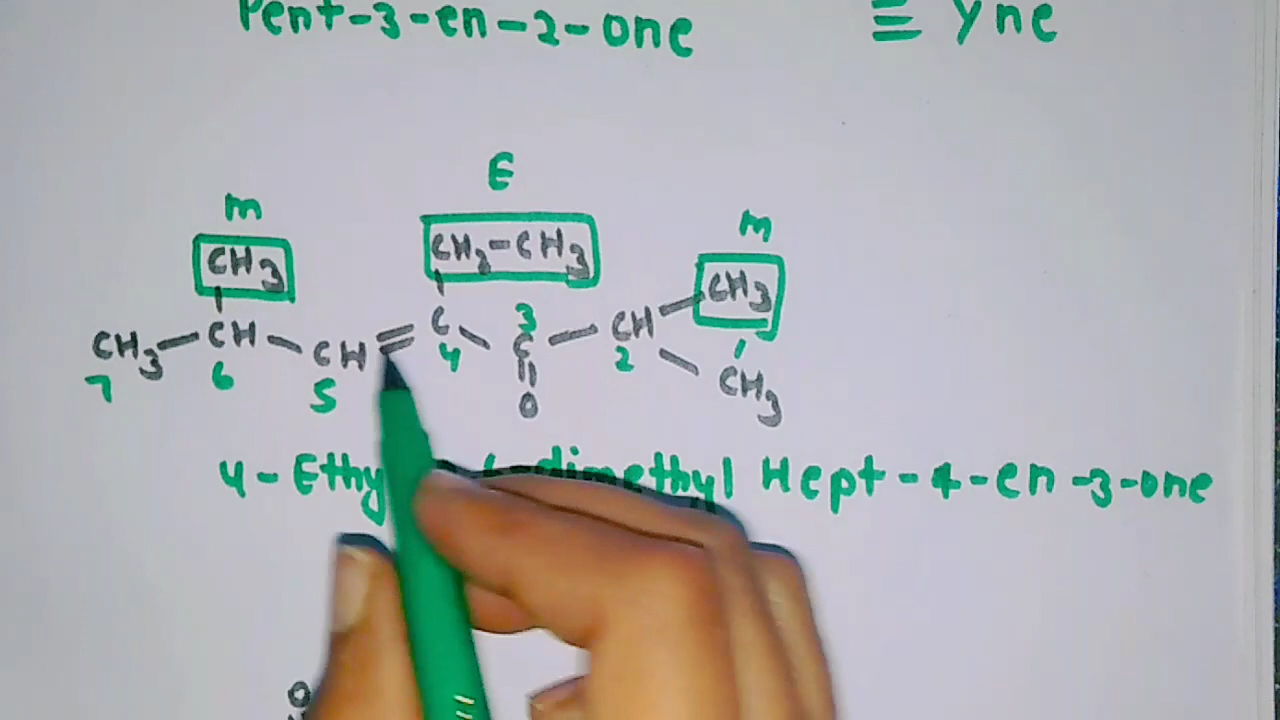 Pent-3-en-2-one
≡ yne
E
m
m
CH3
CH2-CH3
CH3
CH3-CH-CH=C-C-CH
3
7 6 5 4 2 1
O
CH3
4-Ethy 6-dimethyl Hept-4-en-3-one
O